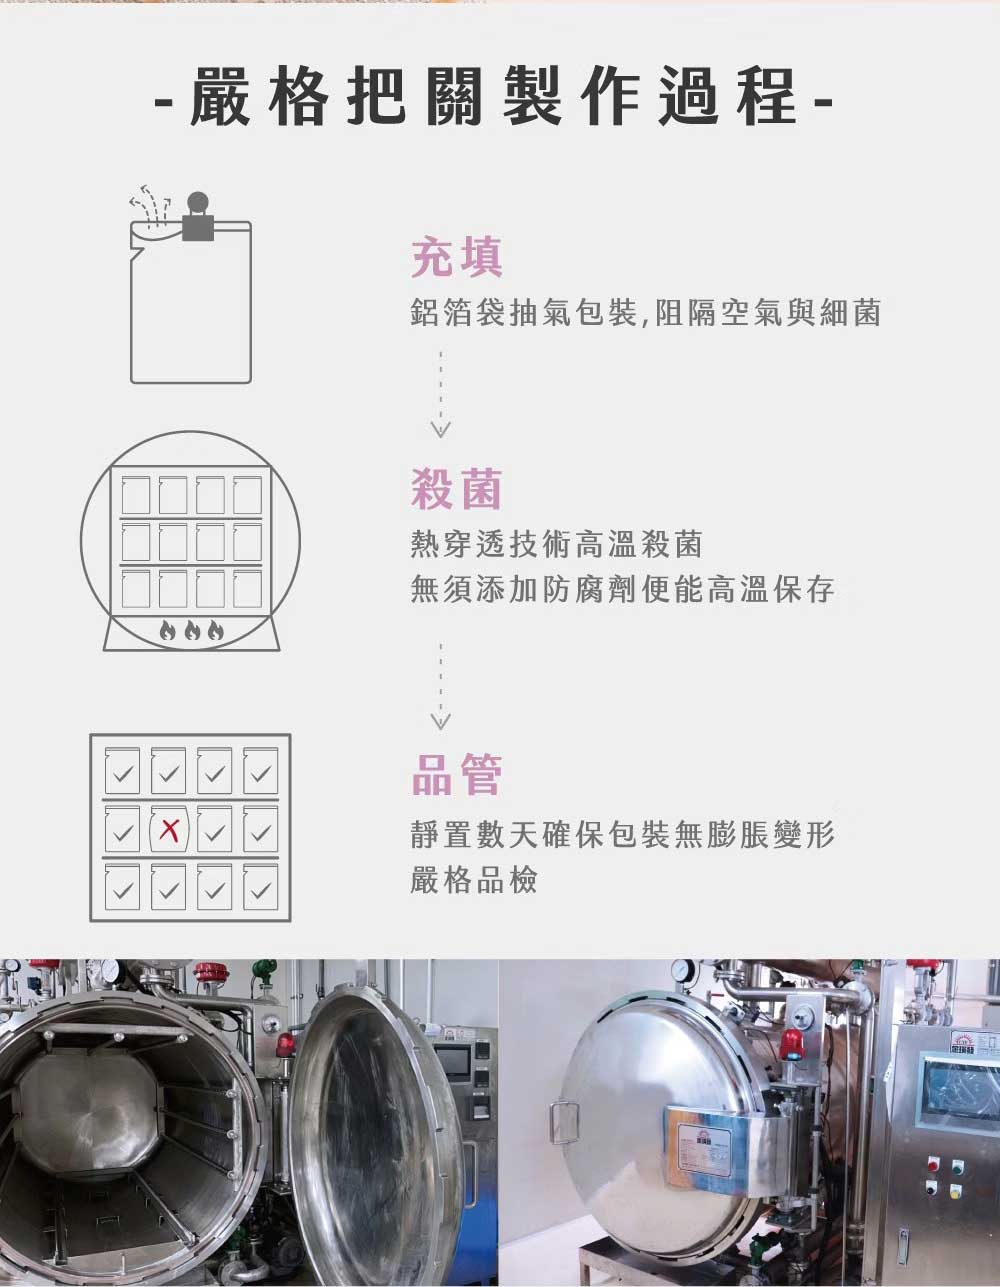 -嚴格把關製作過程-
充填
鋁箔袋抽氣包裝,阻隔空氣與細菌
殺菌
熱穿透技術高溫殺菌
無須添加防腐劑便能高溫保存
品管
靜置數天確保包裝無膨脹變形
嚴格品檢
金瑛發